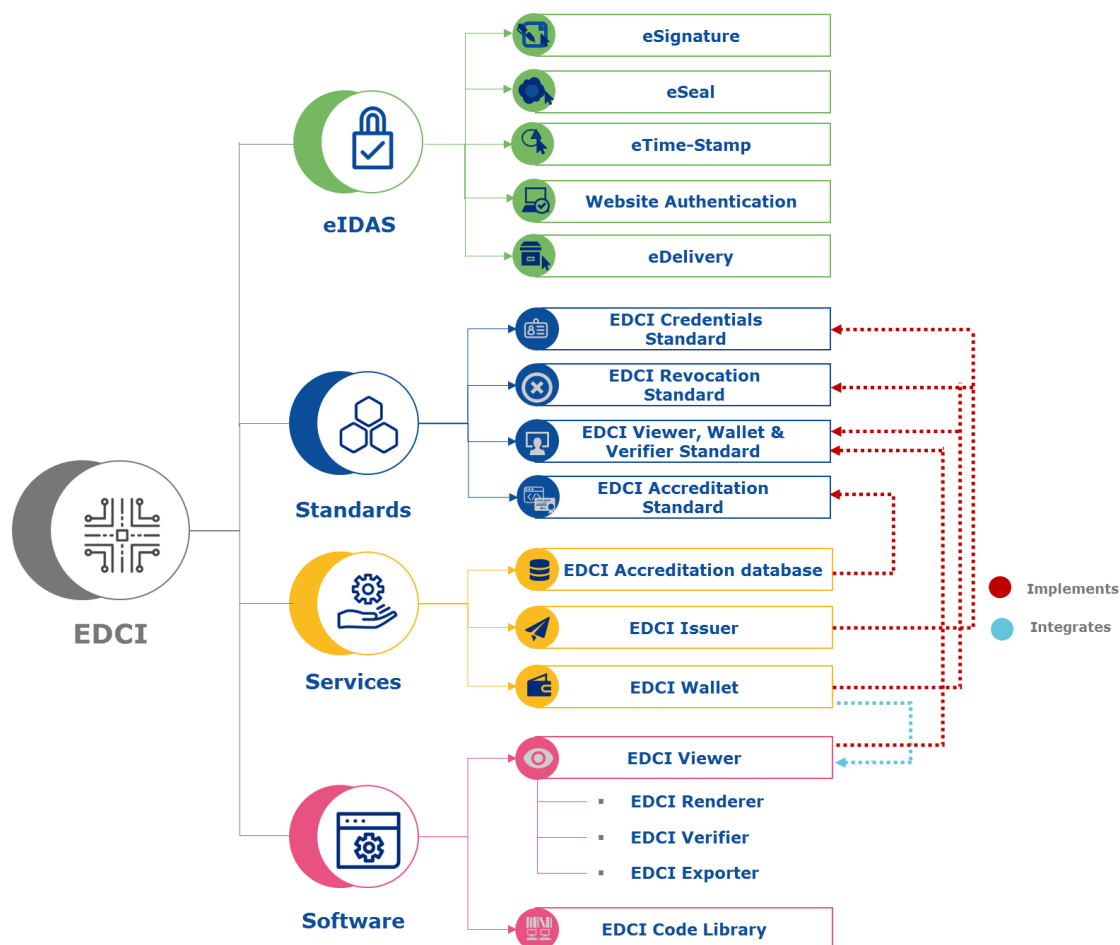 eSignature
eSeal
eTime-Stamp
Website Authentication
eDelivery
eIDAS
EDCI Credentials
Standard
EDCI Revocation
Standard
EDCI Viewer, Wallet &
Verifier Standard
EDCI Accreditation
Standard
Standards
EDCI
EDCI Accreditation database
EDCI Issuer
EDCI Wallet
Services
Implements
Integrates
EDCI Viewer
▪ EDCI Renderer
▪ EDCI Verifier
▪ EDCI Exporter
EDCI Code Library
Software